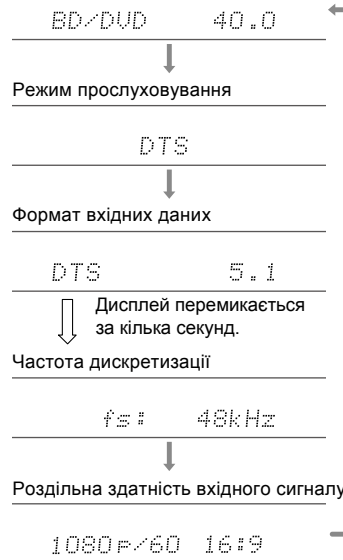 BD/DVD 40.0
Режим прослуховування
DTS
Формат вхідних даних
DTS 5.1
Дисплей перемикається
за кілька секунд.
Частота дискретизації
fs: 48kHz
Роздільна здатність вхідного сигналу
1080p/60 16:9